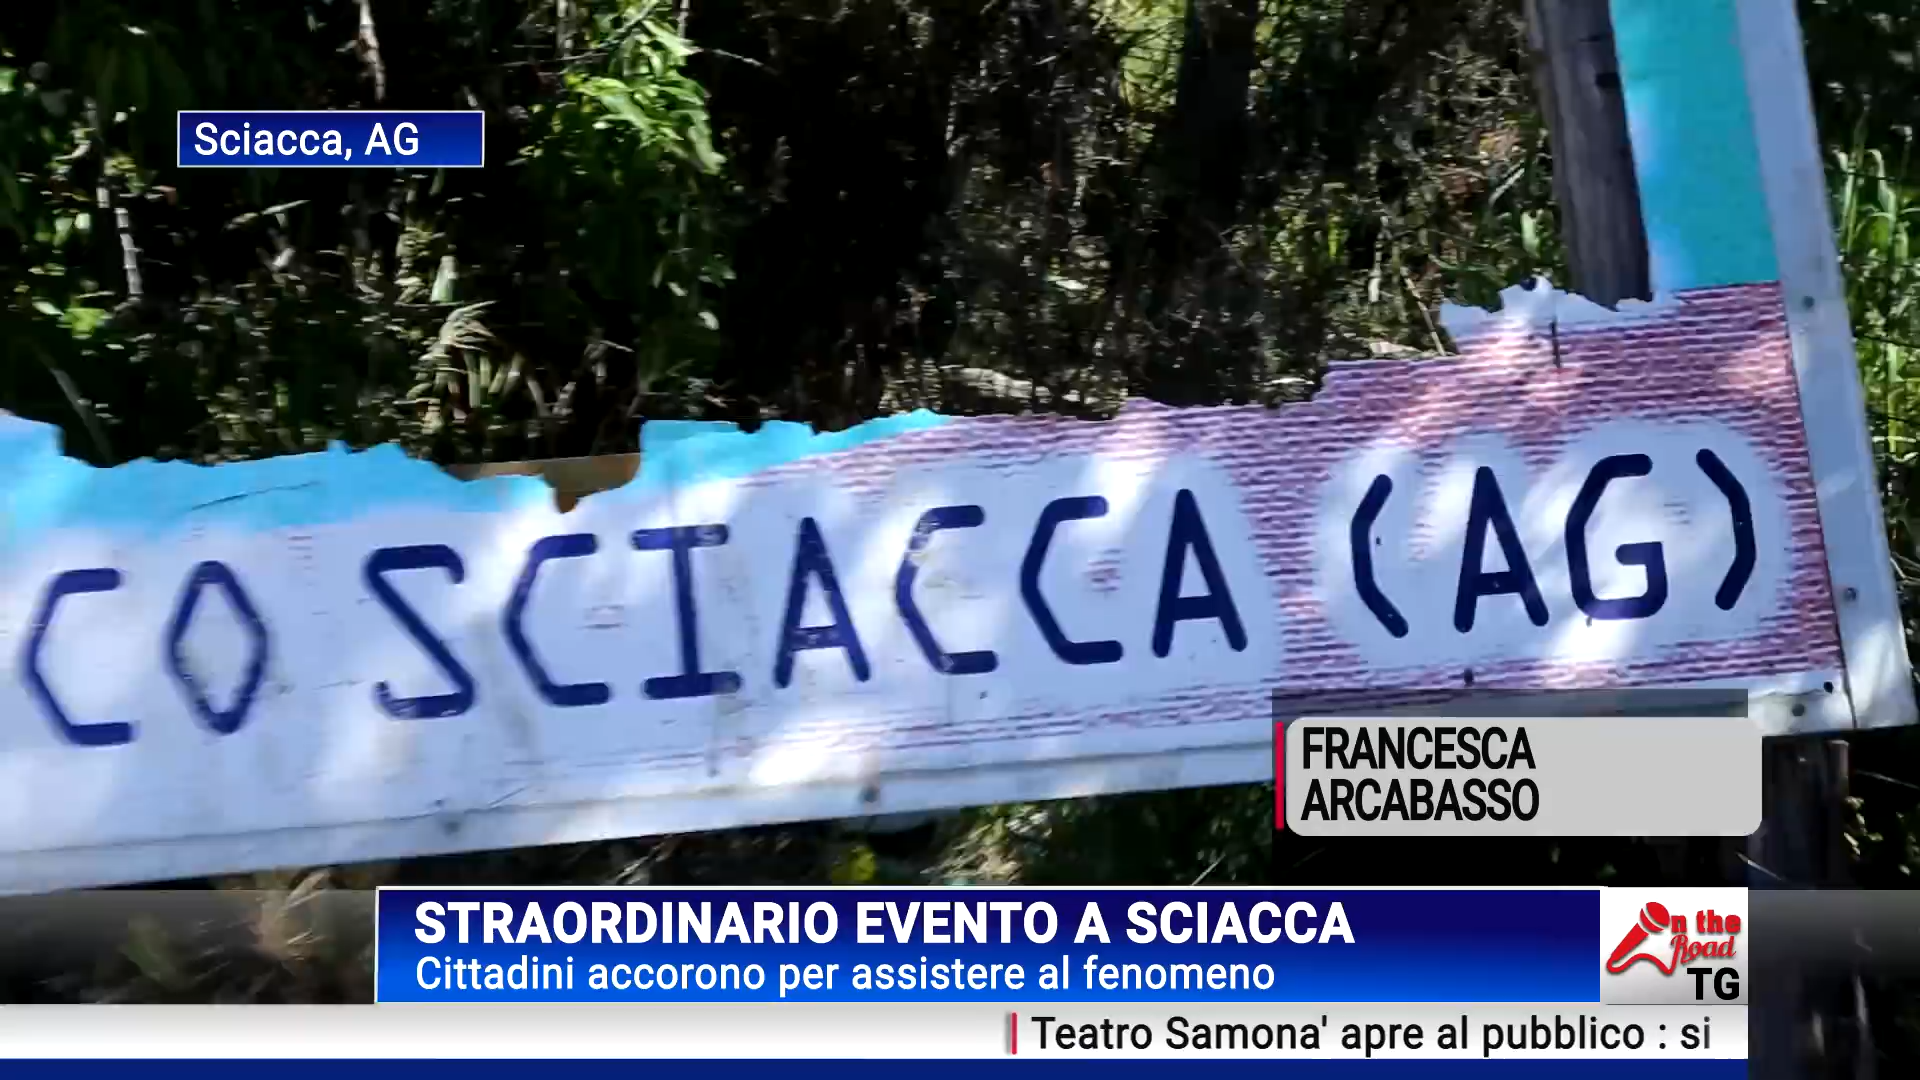 Sciacca, AG
CO SCIACCA (AG)
FRANCESCA
ARCABASSO
STRAORDINARIO EVENTO A SCIACCA
Cittadini accorono per assistere al fenomeno
On the
Road
TG
Teatro Samona' apre al pubblico : si